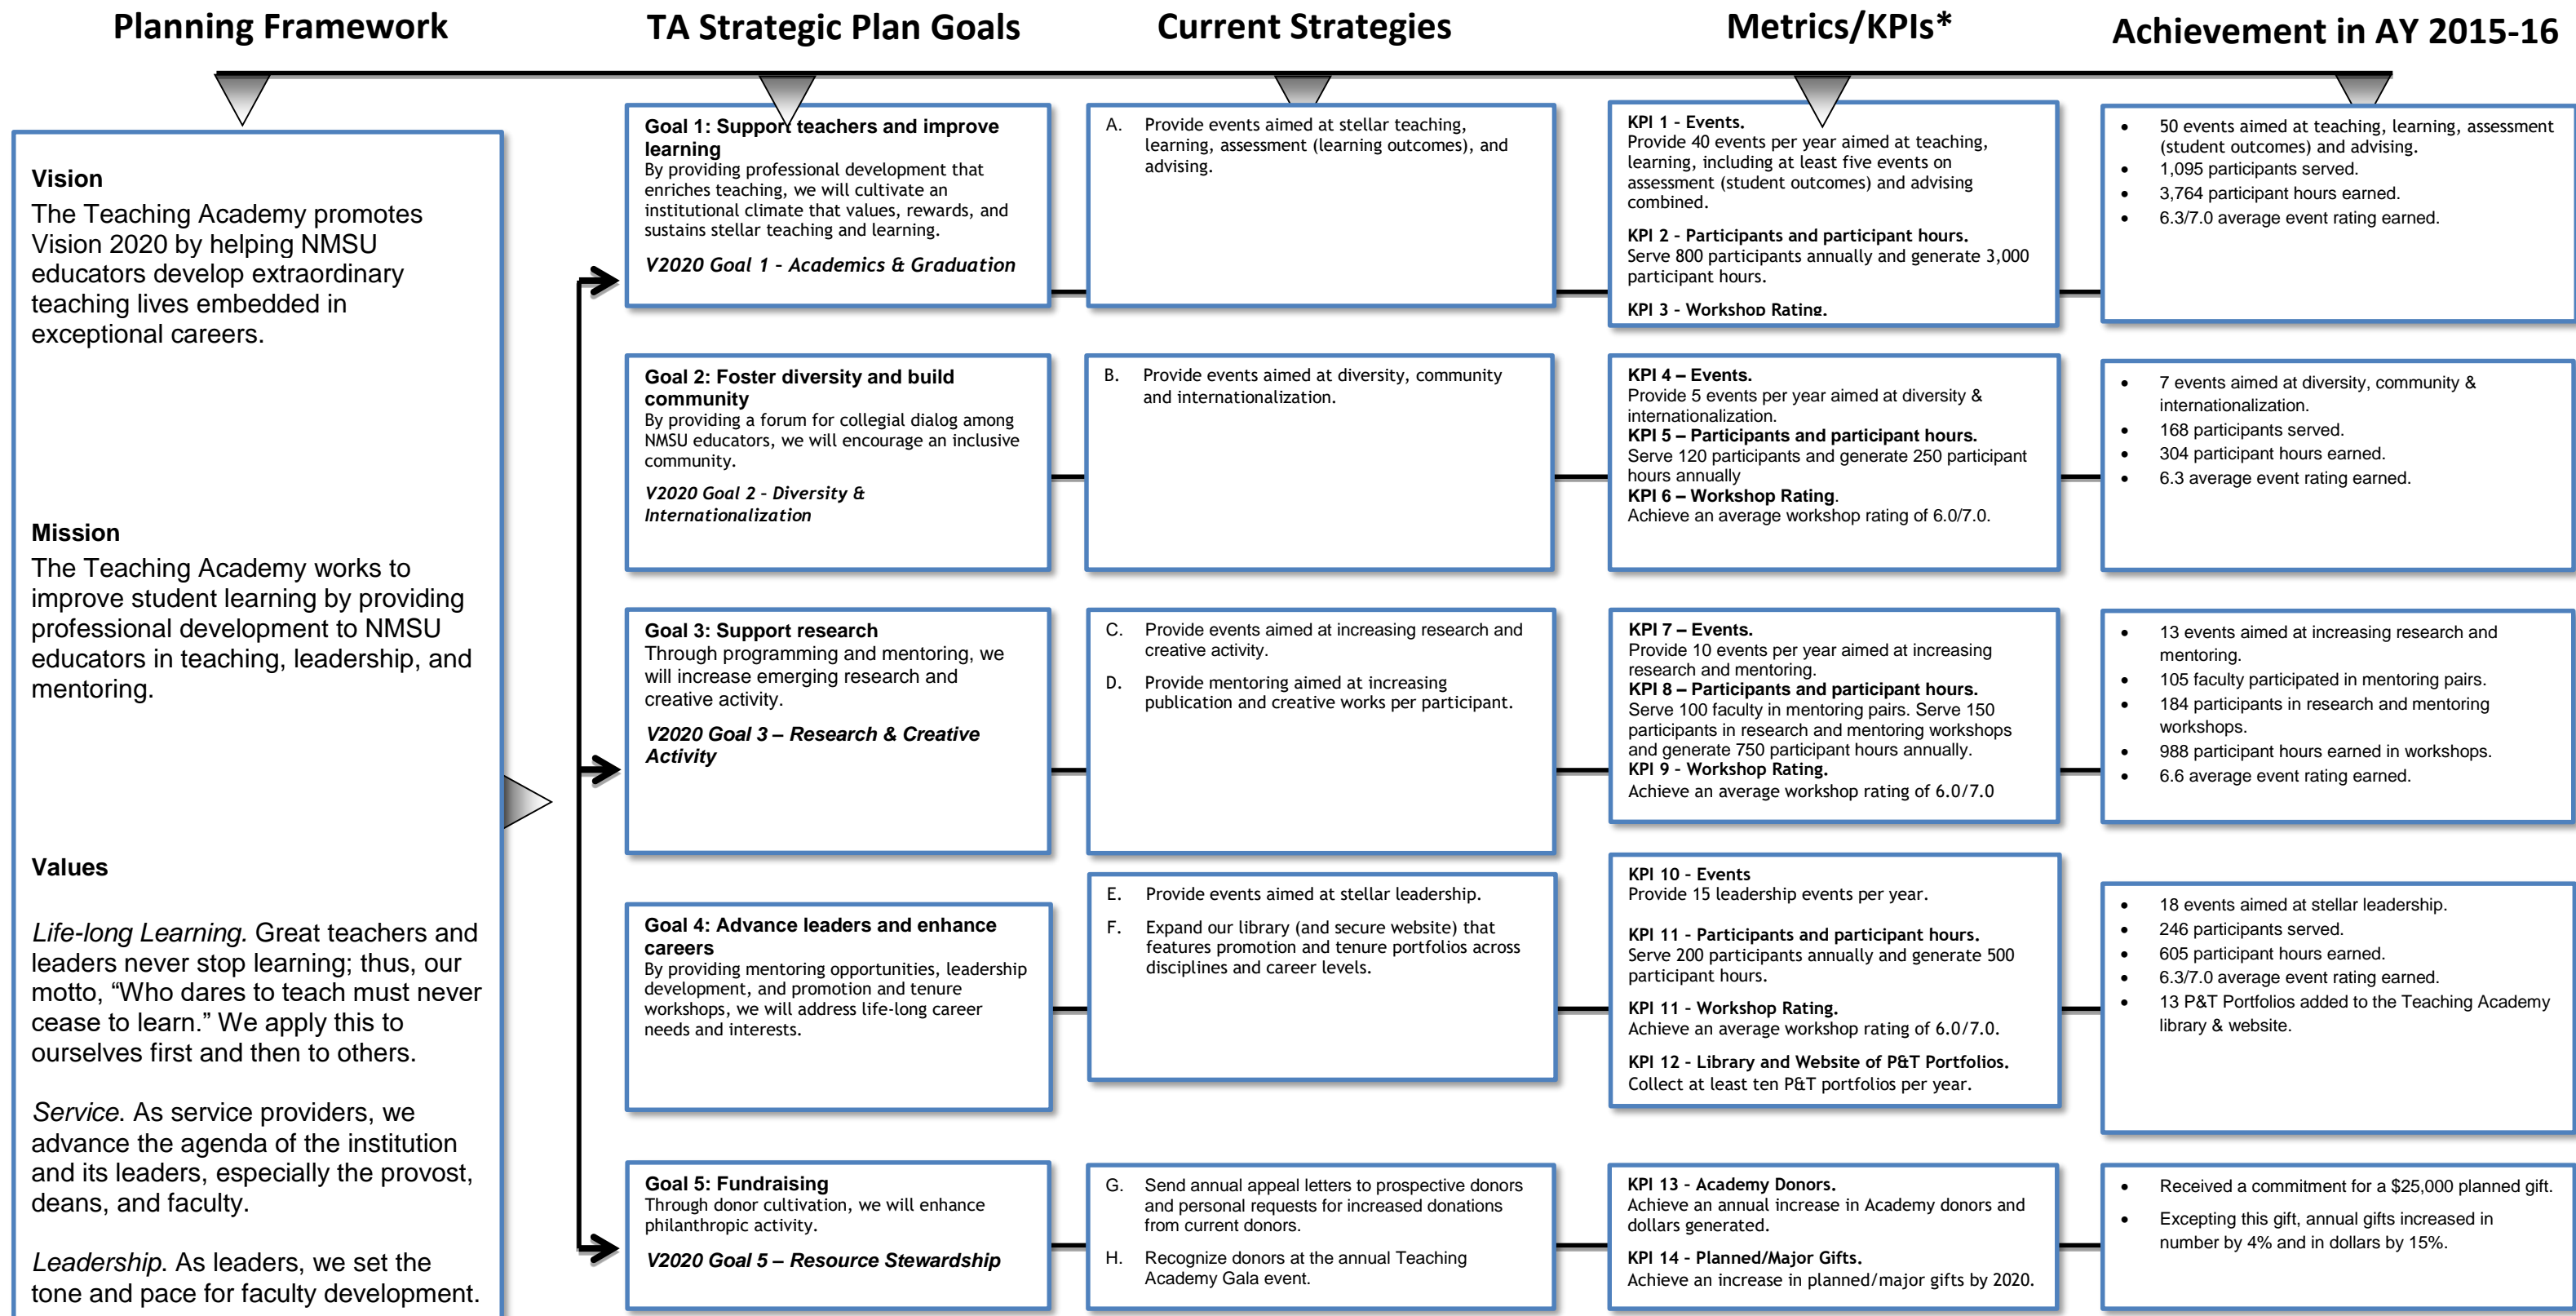 Planning Framework
TA Strategic Plan Goals
Current Strategies
Metrics/KPIs*
Achievement in AY 2015-16
Vision
The Teaching Academy promotes
Vision 2020 by helping NMSU
educators develop extraordinary
teaching lives embedded in
exceptional careers.
Mission
The Teaching Academy works to
improve student learning by providing
professional development to NMSU
educators in teaching, leadership, and
mentoring.
Values
Life-long Learning. Great teachers and
leaders never stop learning; thus, our
motto, “Who dares to teach must never
cease to learn.” We apply this to
ourselves first and then to others.
Service. As service providers, we
advance the agenda of the institution
and its leaders, especially the provost,
deans, and faculty.
Leadership. As leaders, we set the
tone and pace for faculty development.
Goal 1: Support teachers and improve
learning
By providing professional development that
enriches teaching, we will cultivate an
institutional climate that values, rewards, and
sustains stellar teaching and learning.
V2020 Goal 1 – Academics & Graduation
A. Provide events aimed at stellar teaching,
learning, assessment (learning outcomes), and
advising.
KPI 1 – Events.
Provide 40 events per year aimed at teaching,
learning, including at least five events on
assessment (student outcomes) and advising
combined.
KPI 2 – Participants and participant hours.
Serve 800 participants annually and generate 3,000
participant hours.
KPI 3 – Workshop Rating.
• 50 events aimed at teaching, learning, assessment
(student outcomes) and advising.
• 1,095 participants served.
• 3,764 participant hours earned.
• 6.3/7.0 average event rating earned.
Goal 2: Foster diversity and build
community
By providing a forum for collegial dialog among
NMSU educators, we will encourage an inclusive
community.
V2020 Goal 2 – Diversity &
Internationalization
B. Provide events aimed at diversity, community
and internationalization.
KPI 4 – Events.
Provide 5 events per year aimed at diversity &
internationalization.
KPI 5 – Participants and participant hours.
Serve 120 participants and generate 250 participant
hours annually
KPI 6 – Workshop Rating.
Achieve an average workshop rating of 6.0/7.0.
• 7 events aimed at diversity, community &
internationalization.
• 168 participants served.
• 304 participant hours earned.
• 6.3 average event rating earned.
Goal 3: Support research
Through programming and mentoring, we
will increase emerging research and
creative activity.
V2020 Goal 3 – Research & Creative
Activity
C. Provide events aimed at increasing research and
creative activity.
D. Provide mentoring aimed at increasing
publication and creative works per participant.
KPI 7 – Events.
Provide 10 events per year aimed at increasing
research and mentoring.
KPI 8 – Participants and participant hours.
Serve 100 faculty in mentoring pairs. Serve 150
participants in research and mentoring workshops
and generate 750 participant hours annually.
KPI 9 – Workshop Rating.
Achieve an average workshop rating of 6.0/7.0
• 13 events aimed at increasing research and
mentoring.
• 105 faculty participated in mentoring pairs.
• 184 participants in research and mentoring
workshops.
• 988 participant hours earned in workshops.
• 6.6 average event rating earned.
Goal 4: Advance leaders and enhance
careers
By providing mentoring opportunities, leadership
development, and promotion and tenure
workshops, we will address life-long career
needs and interests.
E. Provide events aimed at stellar leadership.
F. Expand our library (and secure website) that
features promotion and tenure portfolios across
disciplines and career levels.
KPI 10 – Events
Provide 15 leadership events per year.
KPI 11 – Participants and participant hours.
Serve 200 participants annually and generate 500
participant hours.
KPI 11 – Workshop Rating.
Achieve an average workshop rating of 6.0/7.0.
KPI 12 – Library and Website of P&T Portfolios.
Collect at least ten P&T portfolios per year.
• 18 events aimed at stellar leadership.
• 246 participants served.
• 605 participant hours earned.
• 6.3/7.0 average event rating earned.
• 13 P&T Portfolios added to the Teaching Academy
library & website.
Goal 5: Fundraising
Through donor cultivation, we will enhance
philanthropic activity.
V2020 Goal 5 – Resource Stewardship
G. Send annual appeal letters to prospective donors
and personal requests for increased donations
from current donors.
H. Recognize donors at the annual Teaching
Academy Gala event.
KPI 13 – Academy Donors.
Achieve an annual increase in Academy donors and
dollars generated.
KPI 14 – Planned/Major Gifts.
Achieve an increase in planned/major gifts by 2020.
• Received a commitment for a $25,000 planned gift.
• Excepting this gift, annual gifts increased in
number by 4% and in dollars by 15%.